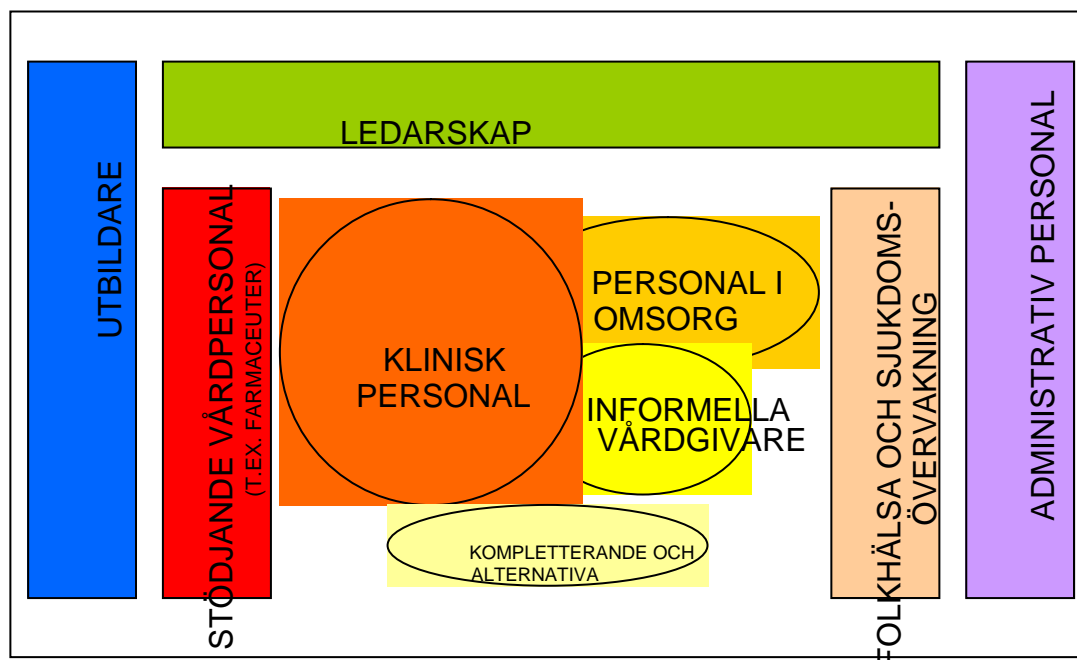 LEDARSKAP
UTBILDARE
STÖDJANDE VÅRDPERSONAL
(T.EX. FARMACEUTER)
KLINISK
PERSONAL
PERSONAL I
OMSORG
INFORMELLA
VÅRDGIVARE
KOMPLETTERANDE OCH
ALTERNATIVA
FOLKHÄLSA OCH SJUKDOMS-
ÖVERVAKNING
ADMINISTRATIV PERSONAL